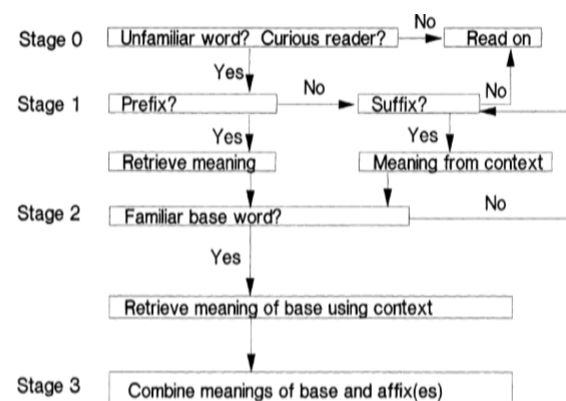 Stage 0 Unfamiliar word? Curious reader? No Read on
Yes
Stage 1 Prefix? No Suffix? No
Yes Yes
Retrieve meaning Meaning from context
Stage 2 Familiar base word? No
Yes
Retrieve meaning of base using context
Stage 3 Combine meanings of base and affix(es)